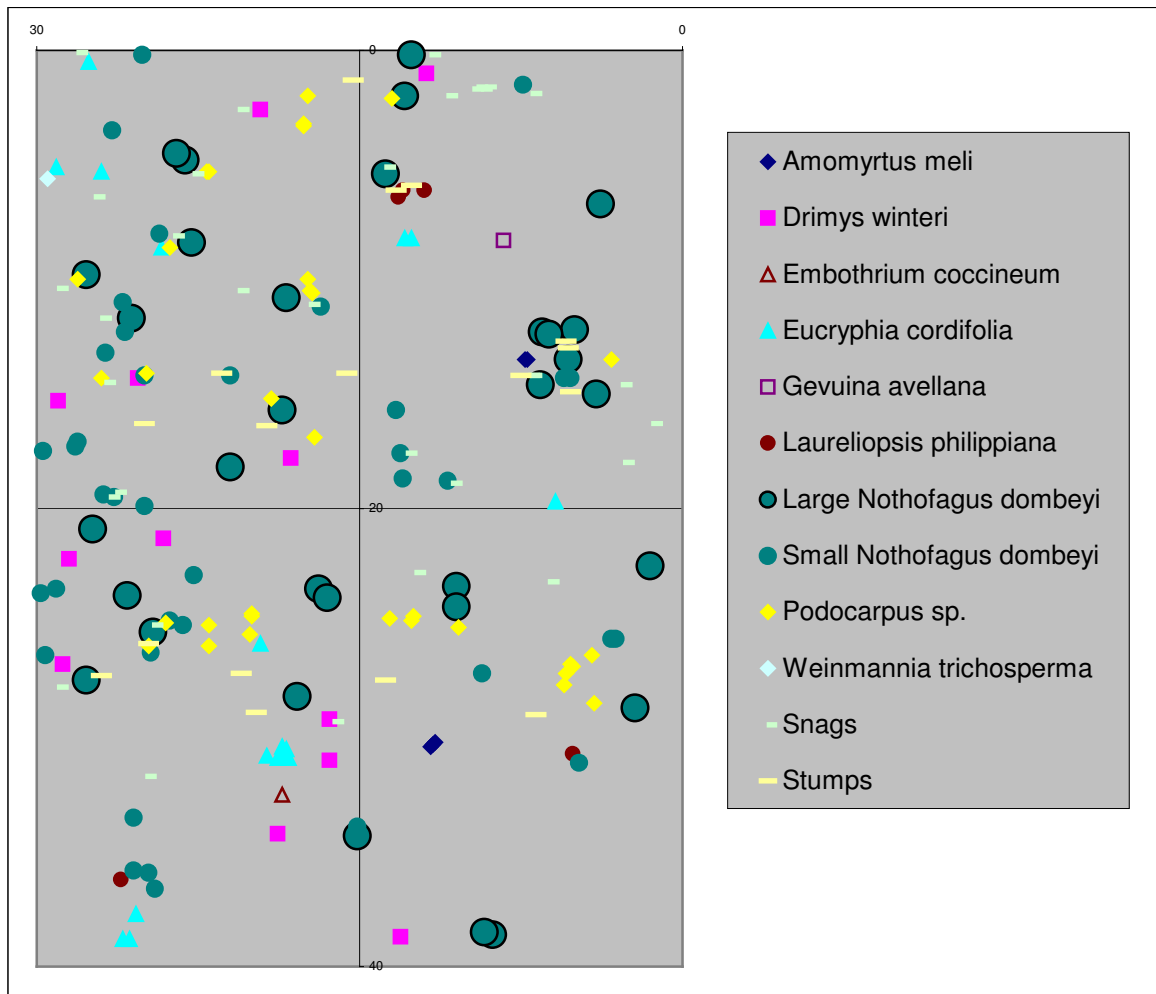 30 0
0
20
40
Amomyrtus meli
Drimys winteri
Embothrium coccineum
Eucryphia cordifolia
Gevuina avellana
Laureliopsis philippiana
Large Nothofagus dombeyi
Small Nothofagus dombeyi
Podocarpus sp.
Weinmannia trichosperma
Snags
Stumps